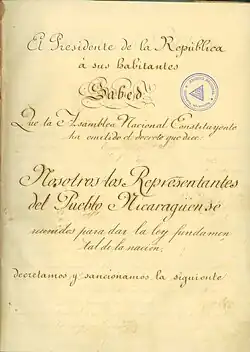 El Presidente de la República
á sus habitantes
Sabed
Que la Asamblea Nacional Constituyente
ha emitido el decreto que dice
Nosotros los Representantes
del Pueblo Nicaragüense
reunidos para dar la ley fundamen
tal de la nación,
decretamos y sancionamos la siguiente